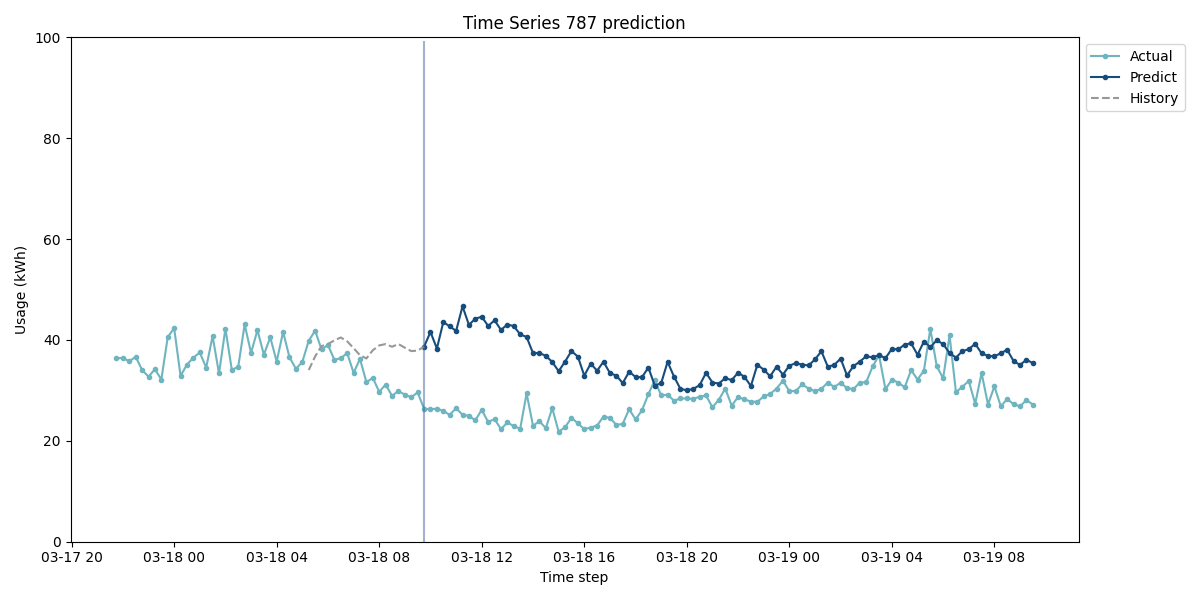 Time Series 787 prediction
100
80
60
40
20
0
Usage (kWh)
Actual
Predict
History
03-17 20 03-18 00 03-18 04 03-18 08 03-18 12 03-18 16 03-18 20 03-19 00 03-19 04 03-19 08
Time step